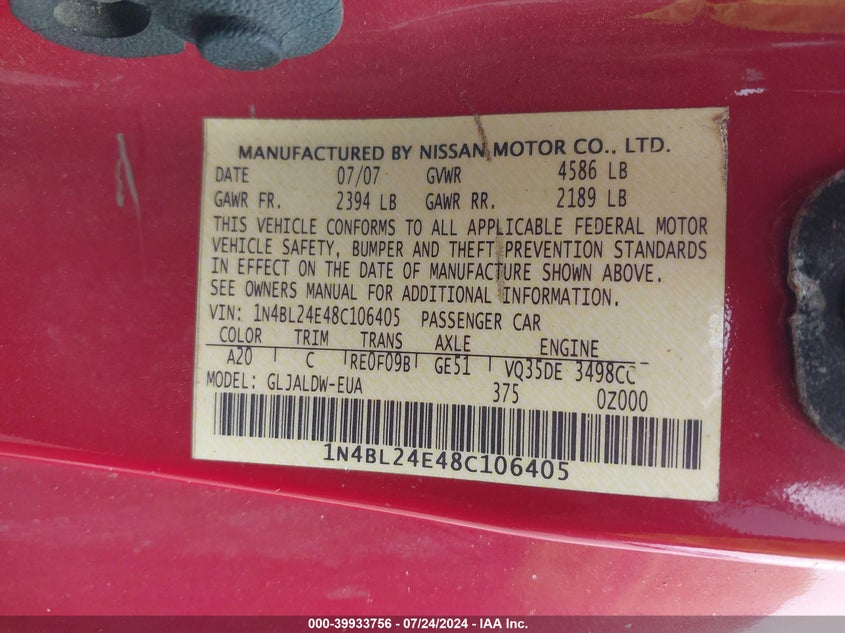 MANUFACTURED BY NISSAN MOTOR CO., LTD.
DATE 07/07 GVWR 4586 LB
GAWR FR. 2394 LB GAWR RR. 2189 LB
THIS VEHICLE CONFORMS TO ALL APPLICABLE FEDERAL MOTOR
VEHICLE SAFETY, BUMPER AND THEFT PREVENTION STANDARDS
IN EFFECT ON THE DATE OF MANUFACTURE SHOWN ABOVE.
SEE OWNERS MANUAL FOR ADDITIONAL INFORMATION.
VIN: 1N4BL24E48C106405 PASSENGER CAR
COLOR TRIM TRANS AXLE ENGINE
A20 C RE0F09B GE51 VQ35DE 3498CC
MODEL: GLJALDW-EUA 375 0Z000
1N4BL24E48C106405
000-39933756 - 07/24/2024 - IAA Inc.